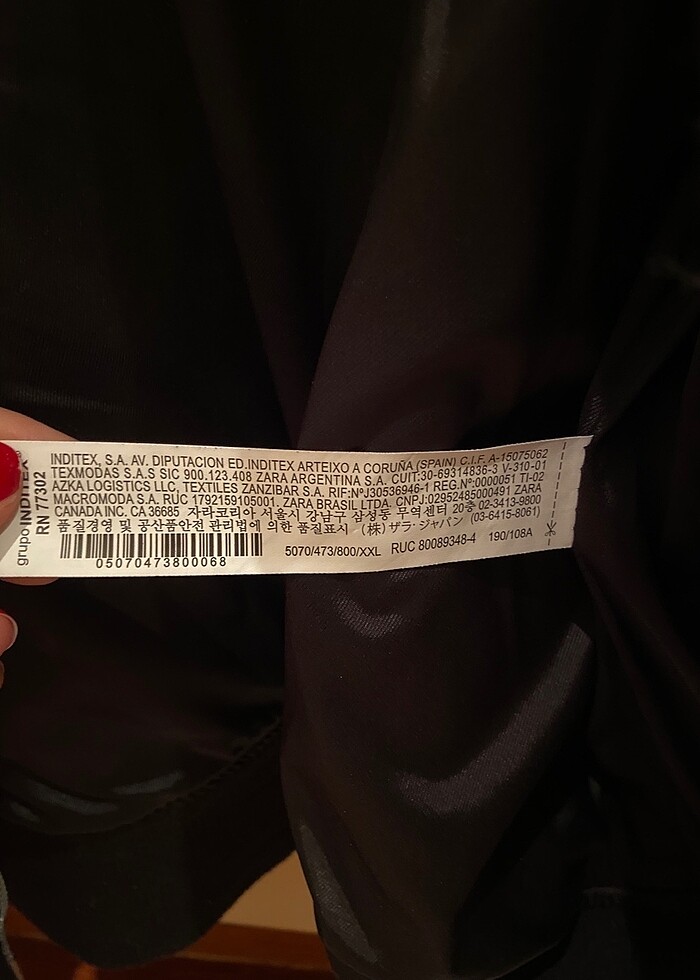 grupo INDITEX®
RN 77302
INDITEX, S.A. AV. DIPUTACION ED.INDITEX ARTEIXO A CORUÑA (SPAIN) C.I.F. A-15075062
TEXMODAS S.A.S SIC 900.123.408 ZARA ARGENTINA S.A. CUIT:30-69314836-3 V-310-01
AZKA LOGISTICS LLC, TEXTILES ZANZIBAR S.A. RIF:NºJ30536946-1 REG.Nº:0000051 TI-02
MACROMODA S.A. RUC 1792159105001. ZARA BRASIL LTDA. CNPJ:02952485000491 ZARA
CANADA INC. CA 36685 자라코리아 서울시 강남구 삼성동 무역센터 20층 02-3413-9800
품질경영 및 공산품안전 관리법에 의한 품질표시 (株) ザラ・ジャパン (03-6415-8061)
05070473800068
5070/473/800/XXL RUC 80089348-4 190/108A